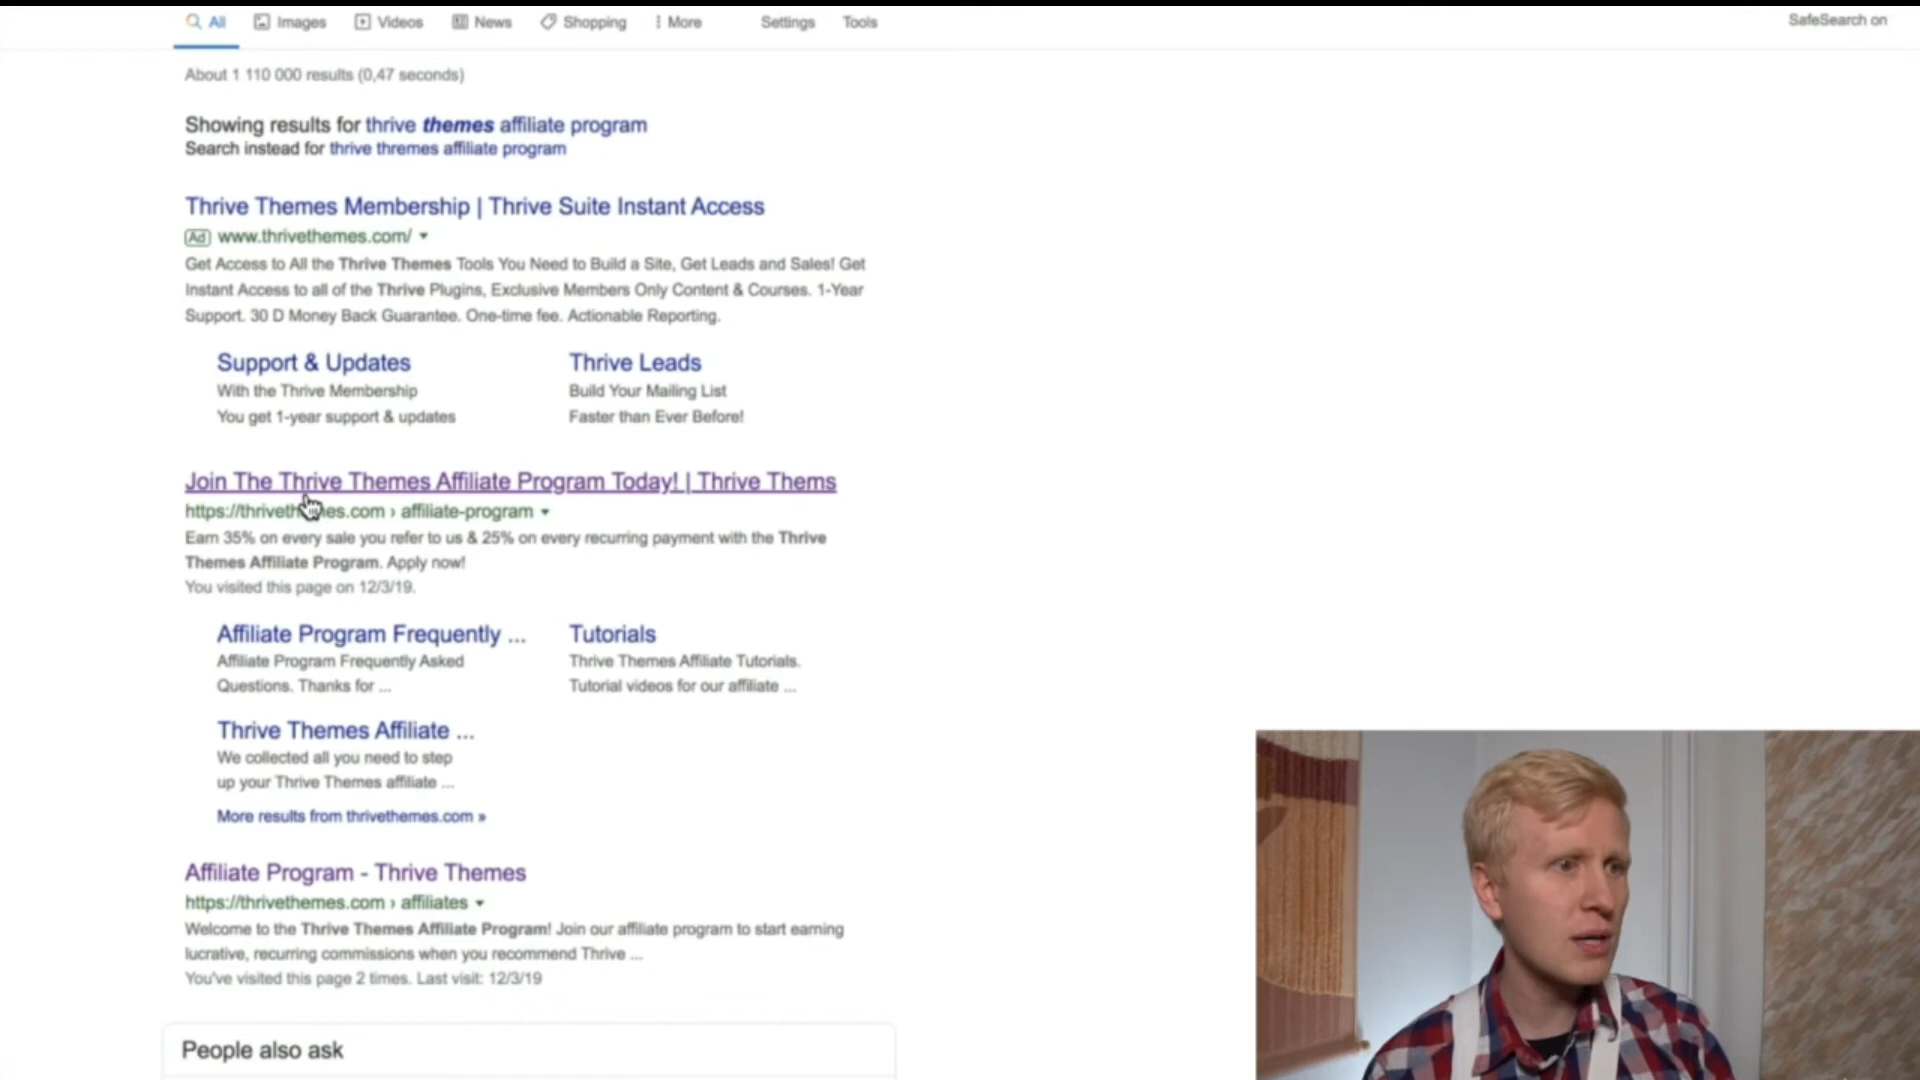 All Images Videos News Shopping More Settings Tools SafeSearch on
About 1 110 000 results (0,47 seconds)
Showing results for thrive themes affiliate program
Search instead for thrive thremes affiliate program
Thrive Themes Membership | Thrive Suite Instant Access
Ad www.thrivethemes.com/
Get Access to All the Thrive Themes Tools You Need to Build a Site, Get Leads and Sales! Get
Instant Access to all of the Thrive Plugins, Exclusive Members Only Content & Courses. 1-Year
Support. 30 D Money Back Guarantee. One-time fee. Actionable Reporting.
Support & Updates
With the Thrive Membership
You get 1-year support & updates
Thrive Leads
Build Your Mailing List
Faster than Ever Before!
Join The Thrive Themes Affiliate Program Today! | Thrive Thems
https://thrivethemes.com › affiliate-program
Earn 35% on every sale you refer to us & 25% on every recurring payment with the Thrive
Themes Affiliate Program. Apply now!
You visited this page on 12/3/19.
Affiliate Program Frequently ...
Affiliate Program Frequently Asked
Questions. Thanks for ...
Tutorials
Thrive Themes Affiliate Tutorials.
Tutorial videos for our affiliate ...
Thrive Themes Affiliate ...
We collected all you need to step
up your Thrive Themes affiliate ...
More results from thrivethemes.com »
Affiliate Program - Thrive Themes
https://thrivethemes.com › affiliates
Welcome to the Thrive Themes Affiliate Program! Join our affiliate program to start earning
lucrative, recurring commissions when you recommend Thrive ...
You've visited this page 2 times. Last visit: 12/3/19
People also ask